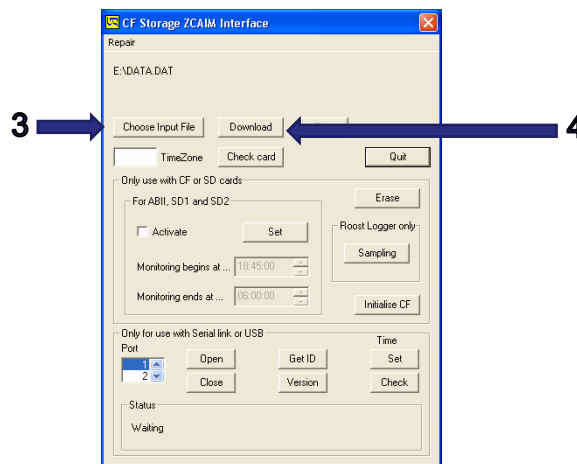 CF Storage ZCAIM Interface
Repair
E:\DATA.DAT
3
Choose Input File
Download
4
TimeZone
Check card
Quit
Only use with CF or SD cards
For ABII, SD1 and SD2
Erase
Activate
Set
Roost Logger only
Sampling
Monitoring begins at ...
18:45:00
Monitoring ends at ...
06:00:00
Initialise CF
Only for use with Serial link or USB
Time
Port
1
2
Open
Get ID
Set
Close
Version
Check
Status
Waiting